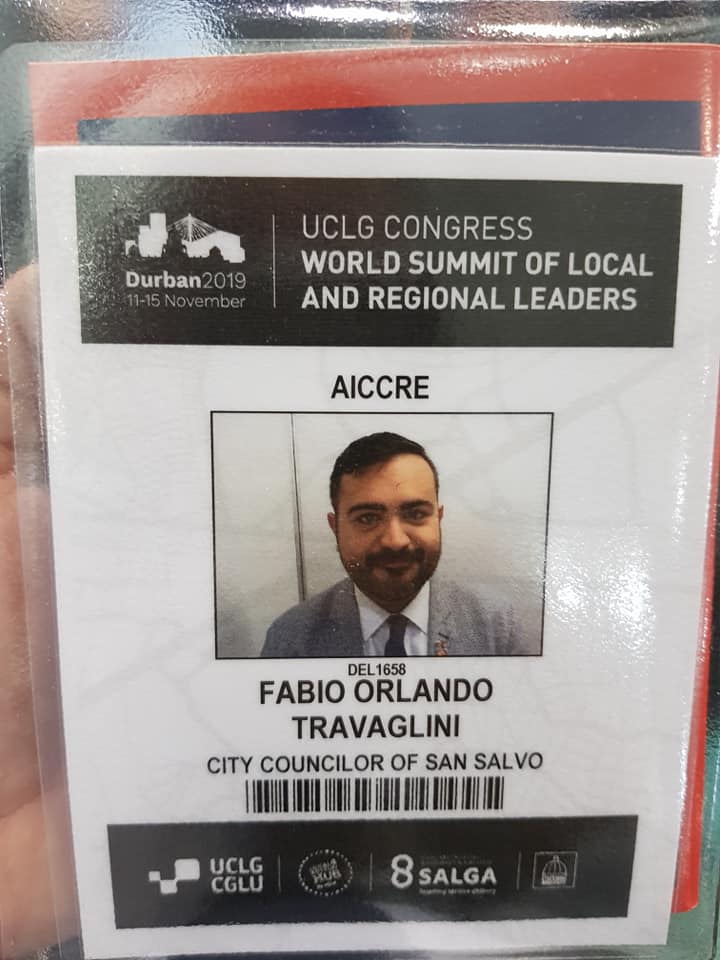 Durban2019
11-15 November
UCLG CONGRESS
WORLD SUMMIT OF LOCAL
AND REGIONAL LEADERS
AICCRE
DEL1658
FABIO ORLANDO
TRAVAGLINI
CITY COUNCILOR OF SAN SALVO
UCLG
CGLU
SALGA